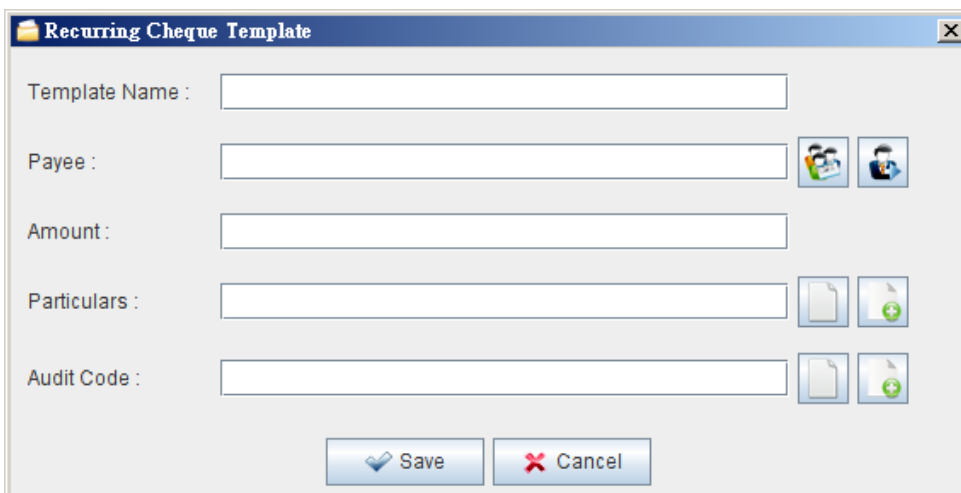 Recurring Cheque Template
Template Name :
Payee :
Amount :
Particulars :
Audit Code :
Save Cancel